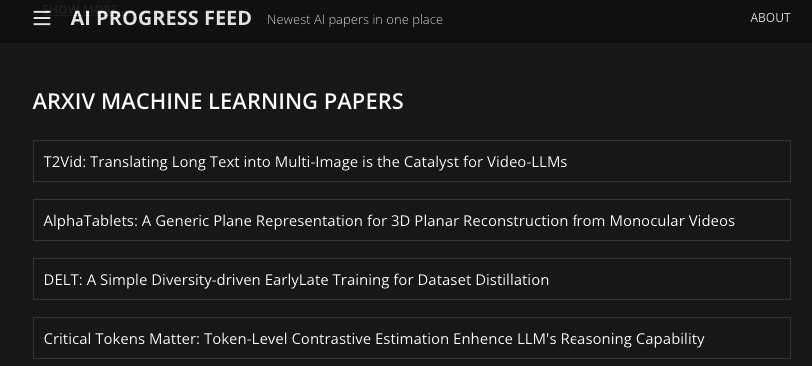 SHOW MORE
AI PROGRESS FEED Newest AI papers in one place ABOUT
ARXIV MACHINE LEARNING PAPERS
T2Vid: Translating Long Text into Multi-Image is the Catalyst for Video-LLMs
AlphaTablets: A Generic Plane Representation for 3D Planar Reconstruction from Monocular Videos
DELT: A Simple Diversity-driven EarlyLate Training for Dataset Distillation
Critical Tokens Matter: Token-Level Contrastive Estimation Enhence LLM's Reasoning Capability